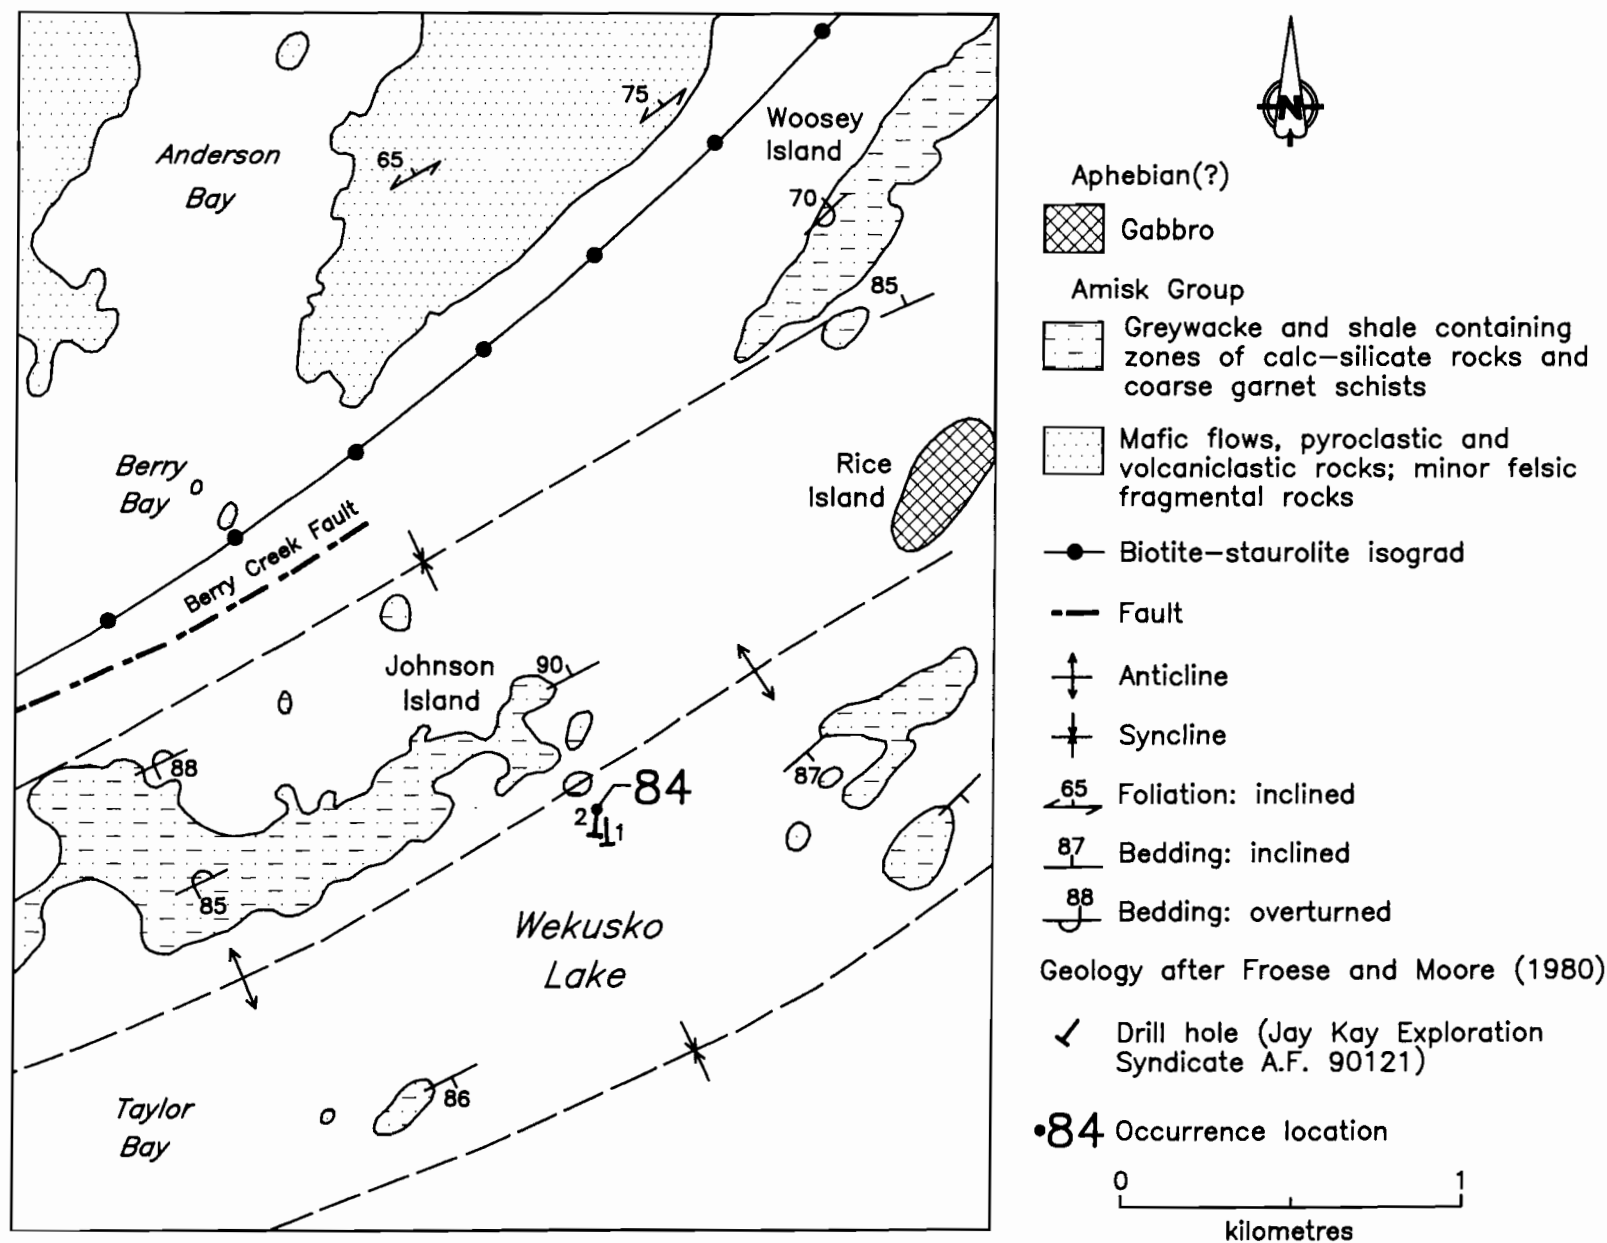 75
Woosey
Island
Anderson
Bay
65
70
85
Berry
Bay
Rice
Island
Berry Creek Fault
Johnson
Island
90
88
87
84
2
1
85
Wekusko
Lake
Taylor
Bay
86
N
Aphebian(?)
Gabbro
Amisk Group
Greywacke and shale containing
zones of calc-silicate rocks and
coarse garnet schists
Mafic flows, pyroclastic and
volcaniclastic rocks; minor felsic
fragmental rocks
Biotite-staurolite isograd
Fault
Anticline
Syncline
65 Foliation: inclined
87 Bedding: inclined
88 Bedding: overturned
Geology after Froese and Moore (1980)
Drill hole (Jay Kay Exploration
Syndicate A.F. 90121)
•84 Occurrence location
0 1
kilometres